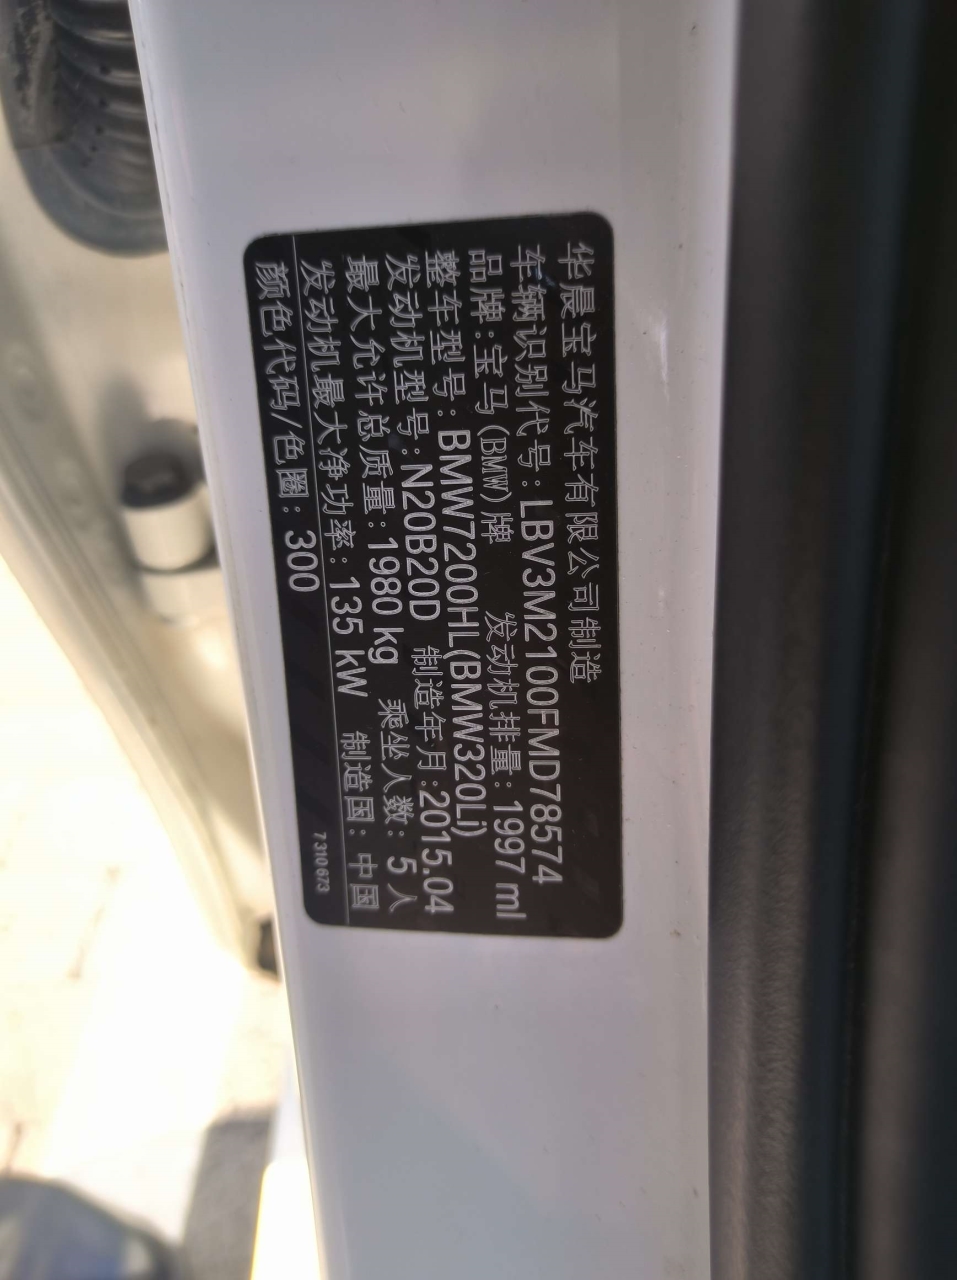 华晨宝马汽车有限公司制造
车辆识别代号：LBV3M2100FMD78574
品牌：宝马(BMW)牌 发动机排量：1997 ml
整车型号：BMW7200HL(BMW320Li)
发动机型号：N20B20D 制造年月：2015.04
最大允许总质量：1980 kg 乘坐人数：5 人
发动机最大净功率：135 kW 制造国：中国
颜色代码/色圈：300
7310673